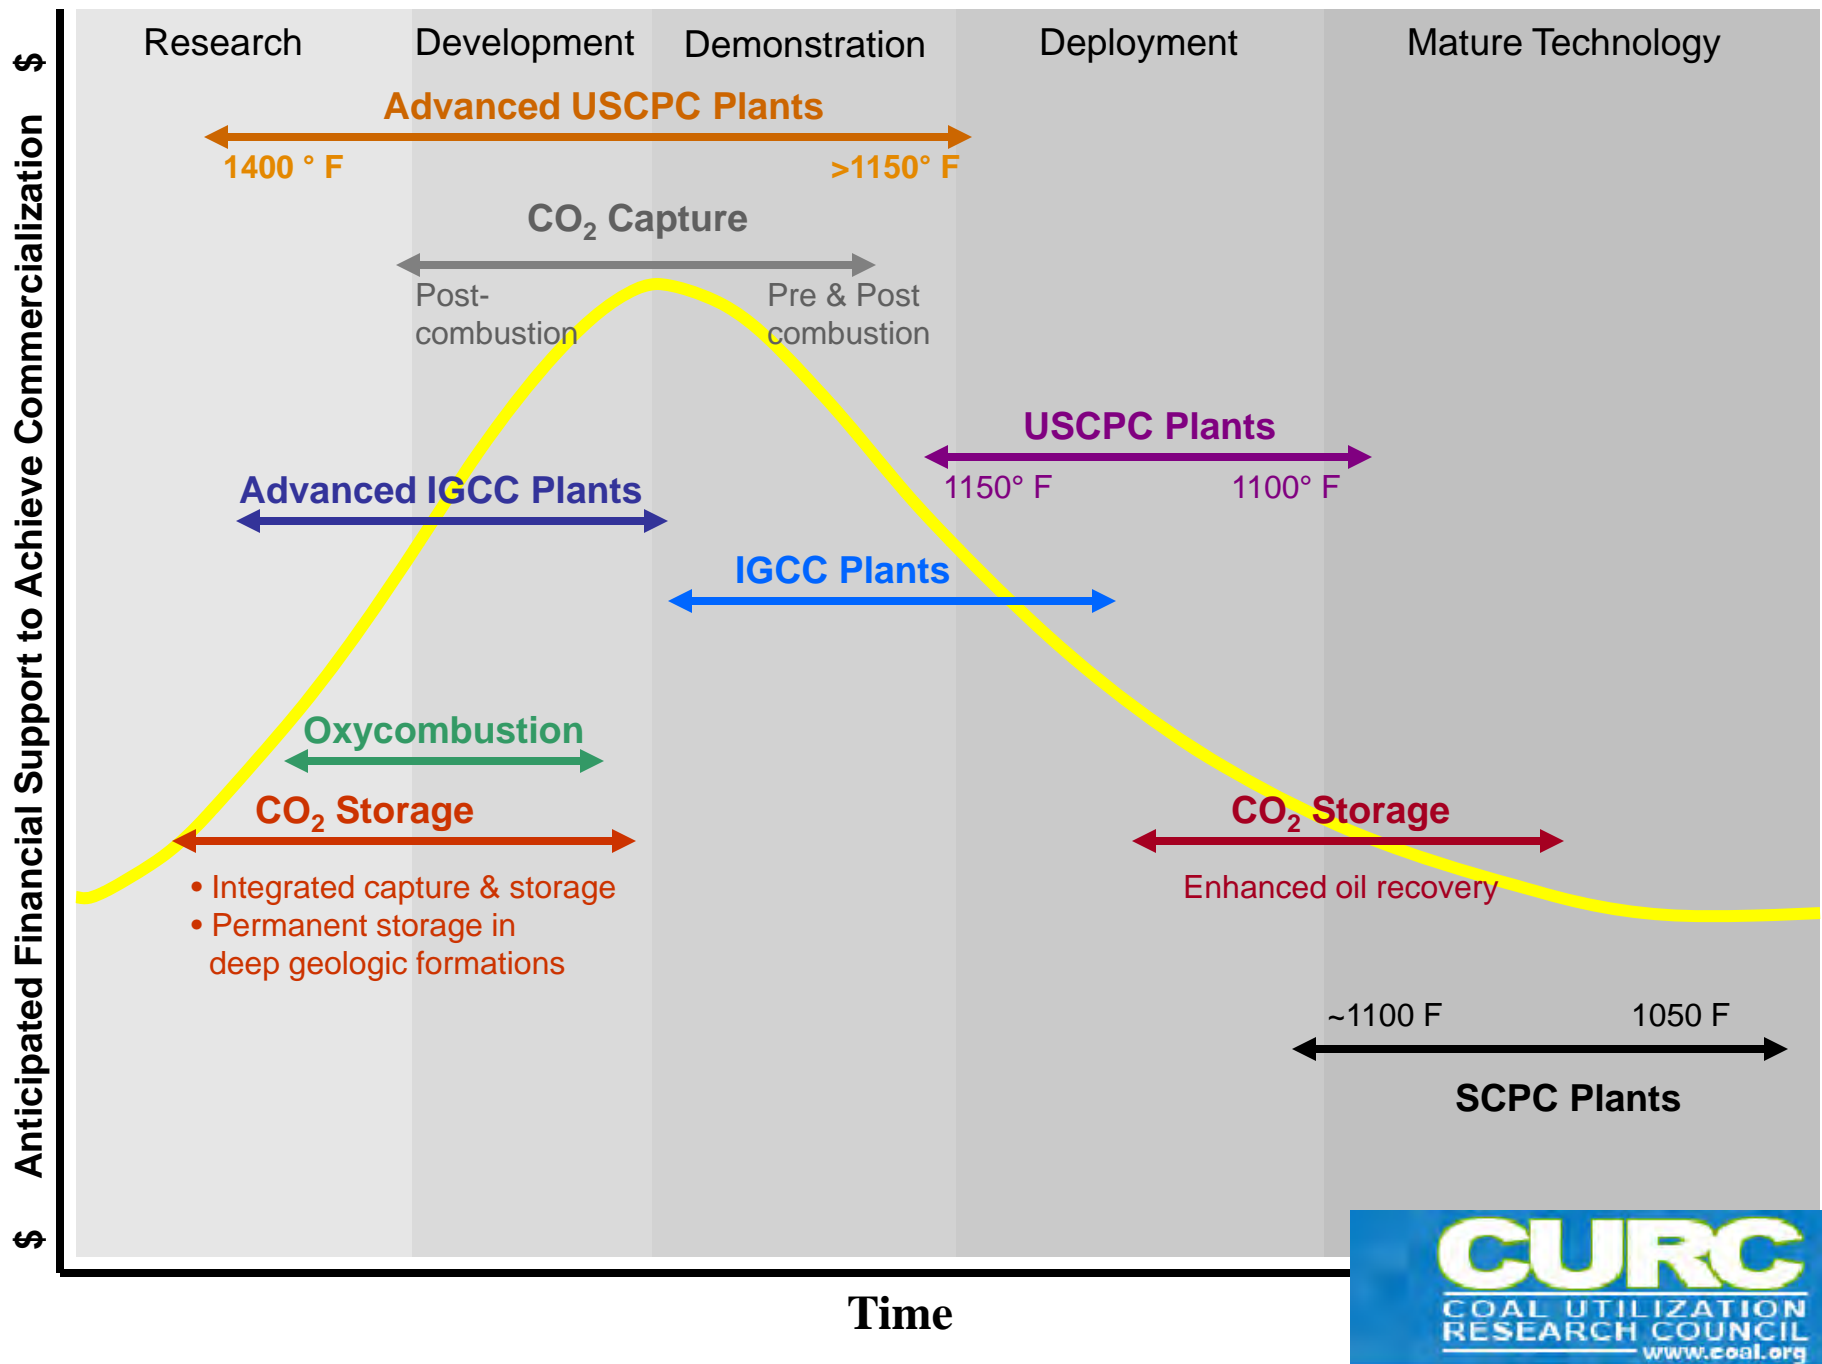 Research
Development
Demonstration
Deployment
Mature Technology
$ Anticipated Financial Support to Achieve Commercialization $
Advanced USCPC Plants
1400 ° F
>1150° F
CO₂ Capture
Post-
combustion
Pre & Post
combustion
USCPC Plants
1150° F
1100° F
Advanced IGCC Plants
IGCC Plants
Oxycombustion
CO₂ Storage
• Integrated capture & storage
• Permanent storage in
deep geologic formations
CO₂ Storage
Enhanced oil recovery
~1100 F
1050 F
SCPC Plants
Time
CURC
COAL UTILIZATION
RESEARCH COUNCIL
www.coal.org